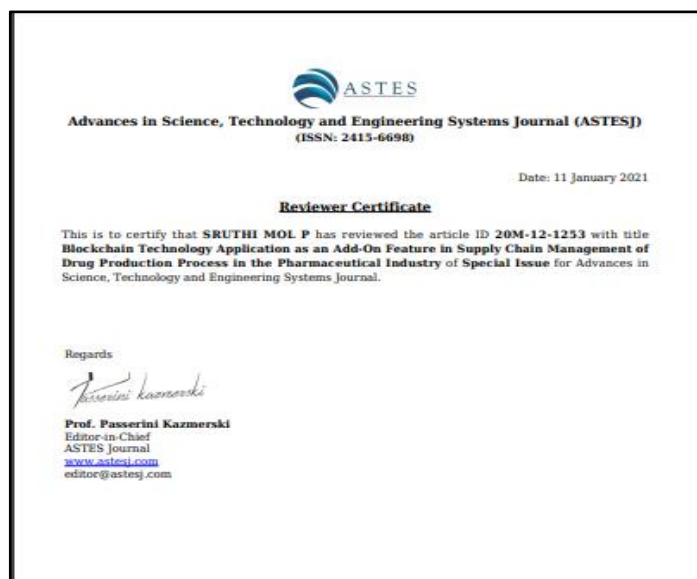 ASTES
Advances in Science, Technology and Engineering Systems Journal (ASTESJ)
(ISSN: 2415-6698)
Date: 11 January 2021
Reviewer Certificate
This is to certify that SRUTHI MOL P has reviewed the article ID 20M-12-1253 with title
Blockchain Technology Application as an Add-On Feature in Supply Chain Management of
Drug Production Process in the Pharmaceutical Industry of Special Issue for Advances in
Science, Technology and Engineering Systems Journal.
Regards
Passerini kazmerski
Prof. Passerini Kazmerski
Editor-in-Chief
ASTES Journal
www.astesj.com
editor@astesj.com